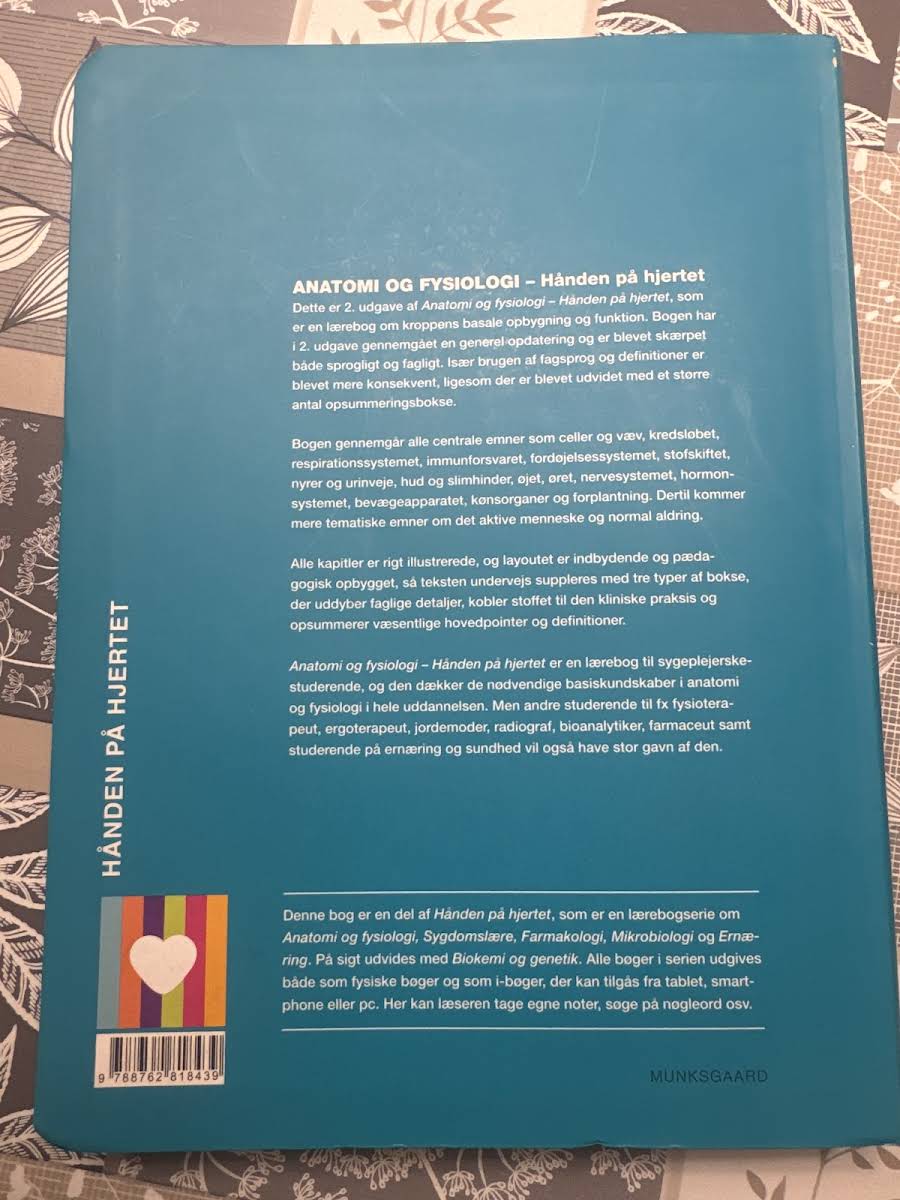 ANATOMI OG FYSIOLOGI – Hånden på hjertet
Dette er 2. udgave af Anatomi og fysiologi – Hånden på hjertet, som
er en lærebog om kroppens basale opbygning og funktion. Bogen har
i 2. udgave gennemgået en generel opdatering og er blevet skærpet
både sprogligt og fagligt. Især brugen af fagsprog og definitioner er
blevet mere konsekvent, ligesom der er blevet udvidet med et større
antal opsummeringsbokse.
Bogen gennemgår alle centrale emner som celler og væv, kredsløbet,
respirationssystemet, immunforsvaret, fordøjelsessystemet, stofskiftet,
nyrer og urinveje, hud og slimhinder, øjet, øret, nervesystemet, hormon-
systemet, bevægeapparatet, kønsorganer og forplantning. Dertil kommer
mere tematiske emner om det aktive menneske og normal aldring.
Alle kapitler er rigt illustrerede, og layoutet er indbydende og pæda-
gogisk opbygget, så teksten undervejs suppleres med tre typer af bokse,
der uddyber faglige detaljer, kobler stoffet til den kliniske praksis og
opsummerer væsentlige hovedpointer og definitioner.
Anatomi og fysiologi – Hånden på hjertet er en lærebog til sygeplejerske-
studerende, og den dækker de nødvendige basiskundskaber i anatomi
og fysiologi i hele uddannelsen. Men andre studerende til fx fysiotera-
peut, ergoterapeut, jordemoder, radiograf, bioanalytiker, farmaceut samt
studerende på ernæring og sundhed vil også have stor gavn af den.
HÅNDEN PÅ HJERTET
Denne bog er en del af Hånden på hjertet, som er en lærebogserie om
Anatomi og fysiologi, Sygdomslære, Farmakologi, Mikrobiologi og Ernæ-
ring. På sigt udvides med Biokemi og genetik. Alle bøger i serien udgives
både som fysiske bøger og som i-bøger, der kan tilgås fra tablet, smart-
phone eller pc. Her kan læseren tage egne noter, søge på nøgleord osv.
9 788762 818439
MUNKSGAARD